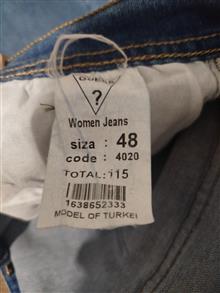 GUESS
?
Women Jeans
siza : 48
code : 4020
TOTAL: 115
1638652333
MODEL OF TURKEI